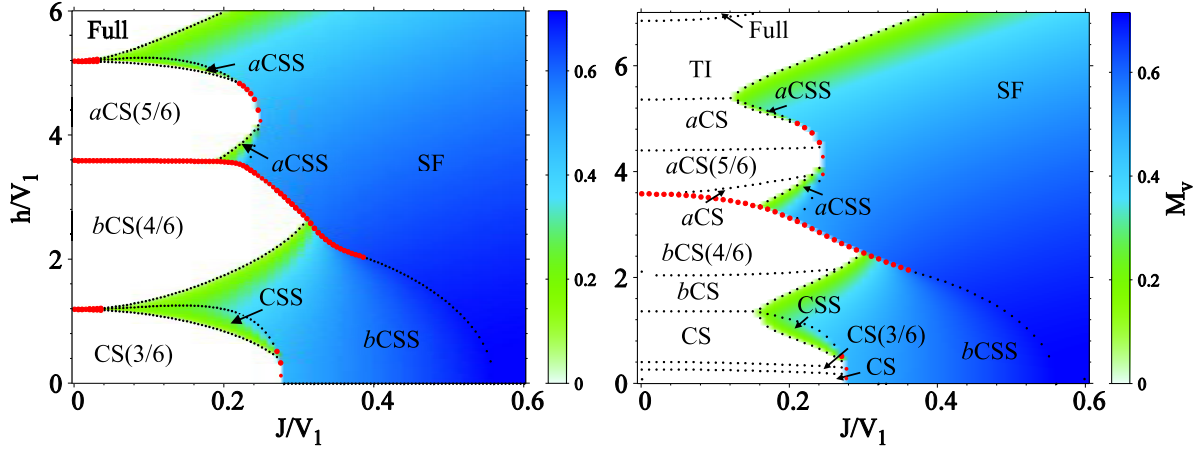 Full
aCSS
aCS(5/6)
aCSS
SF
bCS(4/6)
CSS
CS(3/6)
bCSS
h/V1
6
4
2
0
0
0.2
0.4
0.6
J/V1
0.6
0.4
0.2
0
Full
TI
aCSS
SF
aCS
aCS(5/6)
aCSS
aCS
bCS(4/6)
bCS
CSS
CS(3/6)
CS
bCSS
CS
6
4
2
0
0
0.2
0.4
0.6
J/V1
0.6
0.4
0.2
0
Mv